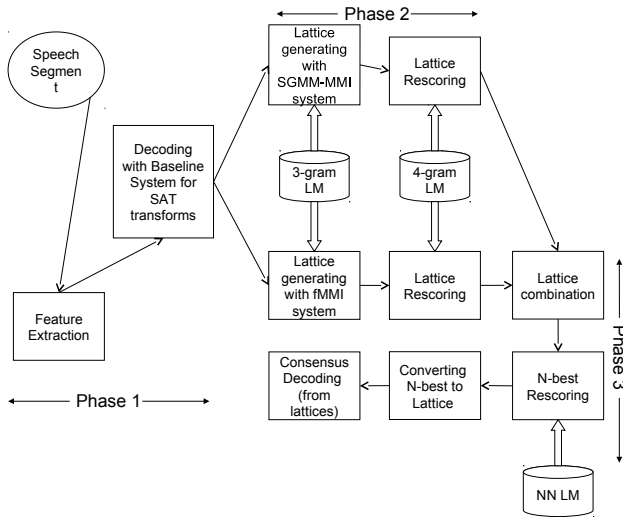 Phase 2
Speech
Segmen
t
Lattice
generating
with
SGMM-MMI
system
Lattice
Rescoring
Decoding
with Baseline
System for
SAT
transforms
3-gram
LM
4-gram
LM
Feature
Extraction
Lattice
generating
with fMMI
system
Lattice
Rescoring
Lattice
combination
Phase 1
Consensus
Decoding
(from
lattices)
Converting
N-best to
Lattice
N-best
Rescoring
Phase 3
NN LM